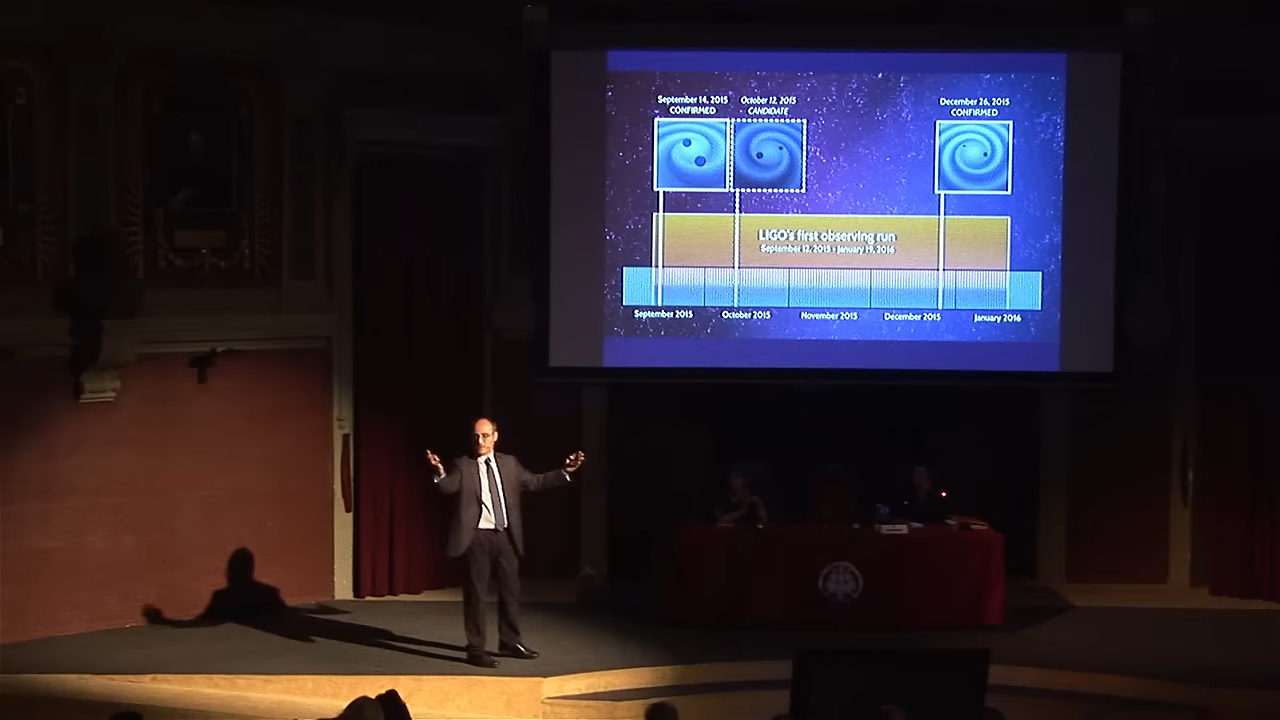 September 14, 2015
CONFIRMED
October 12, 2015
CANDIDATE
December 26, 2015
CONFIRMED
LIGO's first observing run
September 12, 2015 - January 19, 2016
September 2015
October 2015
November 2015
December 2015
January 2016